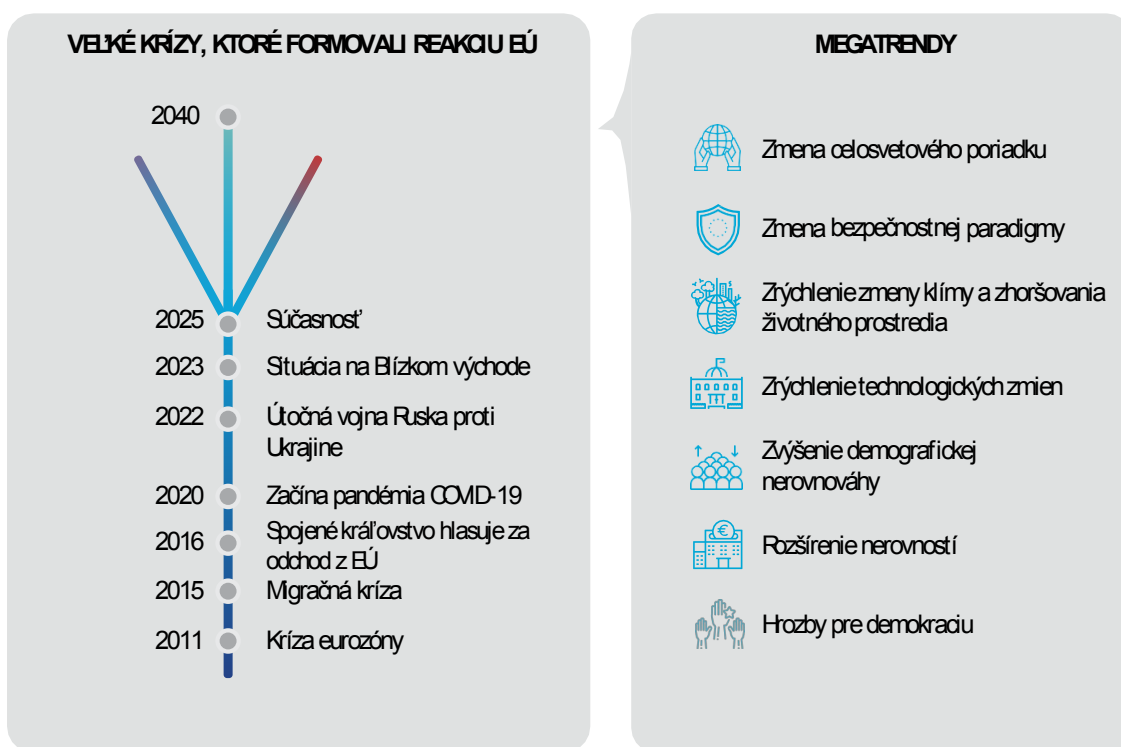 VEĽKÉ KRÍZY, KTORÉ FORMOVALI REAKCIU EÚ
2040
2025 Súčasnosť
2023 Situácia na Blízkom východe
2022 Útočná vojna Ruska proti
Ukrajine
2020 Začína pandémia COVID-19
2016 Spojené kráľovstvo hlasuje za
odchod z EÚ
2015 Migračná kríza
2011 Kríza eurozóny
MEGATRENDY
Zmena celosvetového poriadku
Zmena bezpečnostnej paradigmy
Zrýchlenie zmeny klímy a zhoršovania
životného prostredia
Zrýchlenie technologických zmien
Zvýšenie demografickej
nerovnováhy
€
Rozšírenie nerovností
Hrozby pre demokraciu